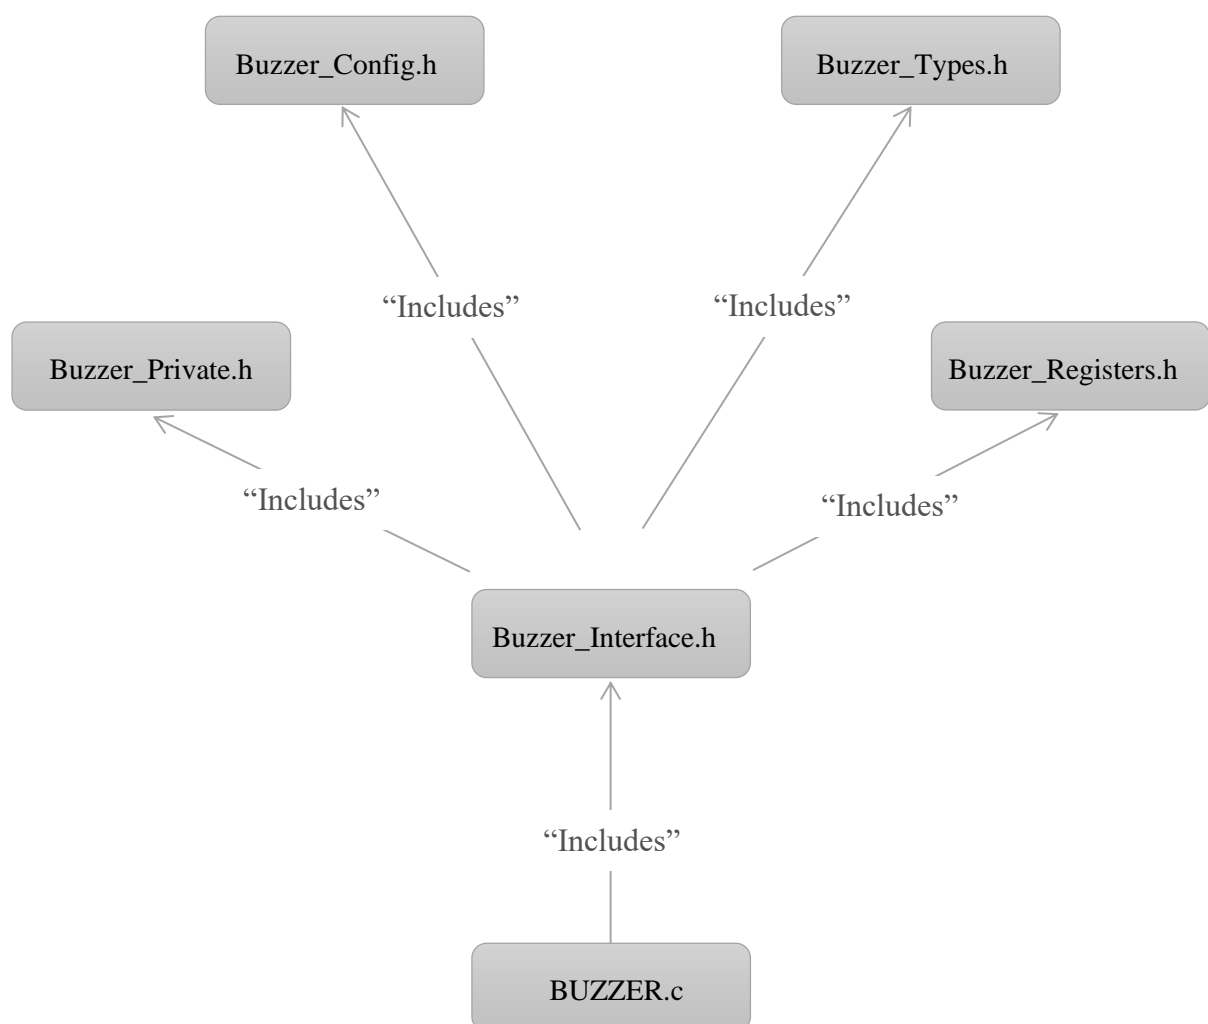 Buzzer_Config.h
Buzzer_Types.h
“Includes”
“Includes”
Buzzer_Private.h
Buzzer_Registers.h
“Includes”
“Includes”
Buzzer_Interface.h
“Includes”
BUZZER.c